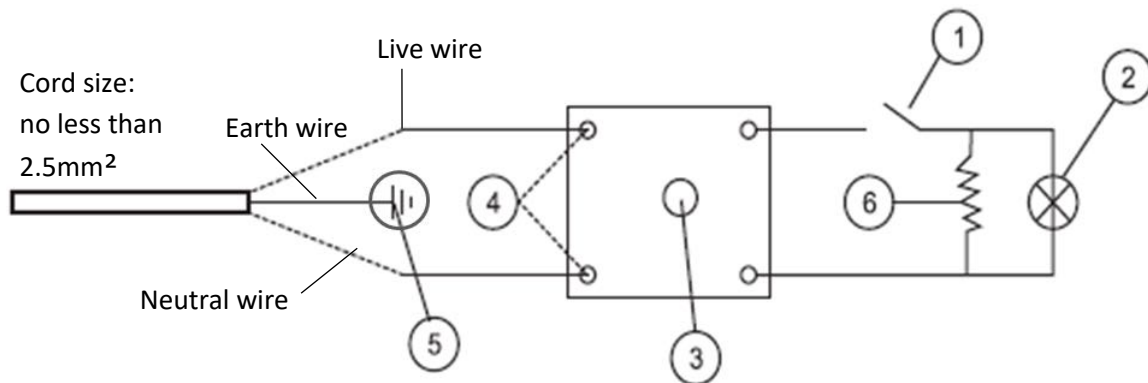 Live wire
1
Cord size:
no less than
2.5mm²
Earth wire
2
4
6
Neutral wire
5
3